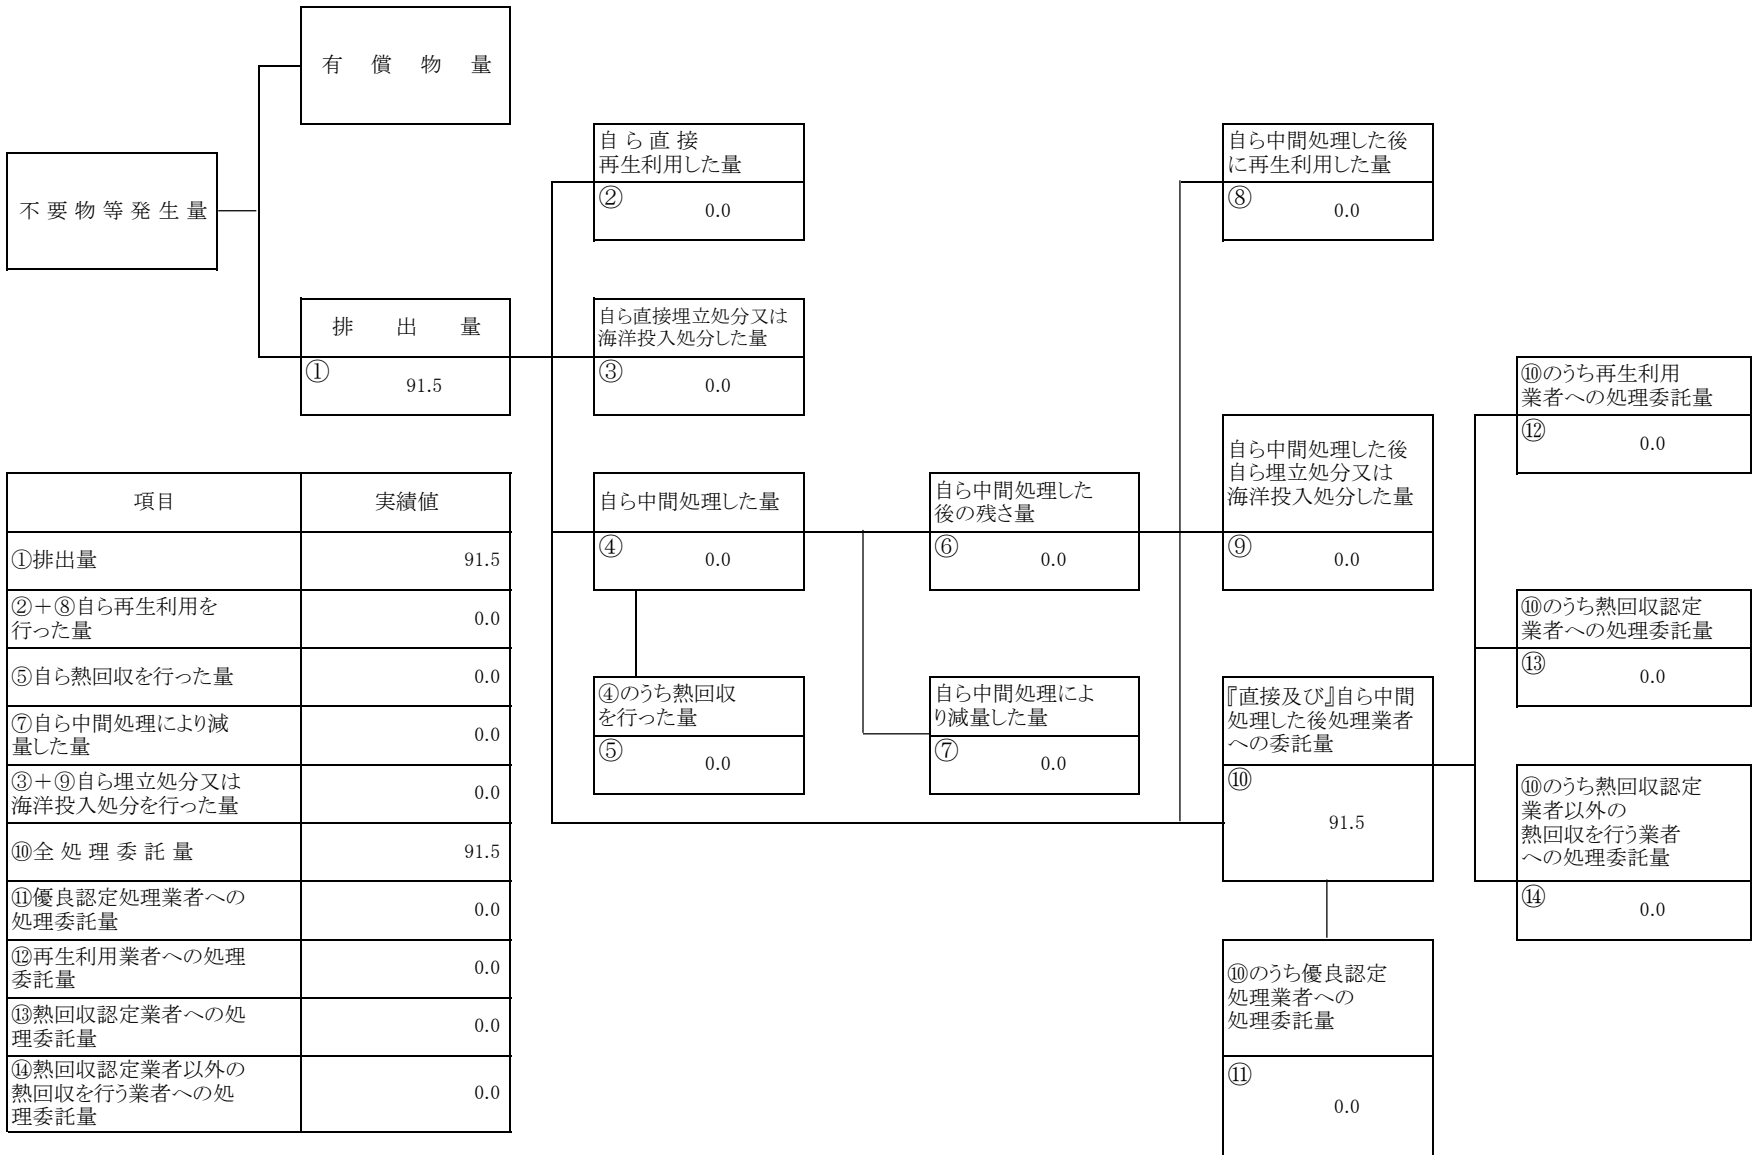 有 償 物 量
不 要 物 等 発 生 量
排 出 量
①
91.5
自 ら 直 接
再生利用した量
②
0.0
自ら直接埋立処分又は
海洋投入処分した量
③
0.0
自ら中間処理した量
④
0.0
④のうち熱回収
を行った量
⑤
0.0
自ら中間処理した
後の残さ量
⑥
0.0
自ら中間処理によ
り減量した量
⑦
0.0
自ら中間処理した後
に再生利用した量
⑧
0.0
自ら中間処理した後
自ら埋立処分又は
海洋投入処分した量
⑨
0.0
『直接及び』自ら中間
処理した後処理業者
への委託量
⑩
91.5
⑩のうち優良認定
処理業者への
処理委託量
⑪
0.0
⑩のうち再生利用
業者への処理委託量
⑫
0.0
⑩のうち熱回収認定
業者への処理委託量
⑬
0.0
⑩のうち熱回収認定
業者以外の
熱回収を行う業者
への処理委託量
⑭
0.0
項目 実績値
①排出量 91.5
②＋⑧自ら再生利用を
行った量 0.0
⑤自ら熱回収を行った量 0.0
⑦自ら中間処理により減
量した量 0.0
③＋⑨自ら埋立処分又は
海洋投入処分を行った量 0.0
⑩全 処 理 委 託 量 91.5
⑪優良認定処理業者への
処理委託量 0.0
⑫再生利用業者への処理
委託量 0.0
⑬熱回収認定業者への処
理委託量 0.0
⑭熱回収認定業者以外の
熱回収を行う業者への処
理委託量 0.0